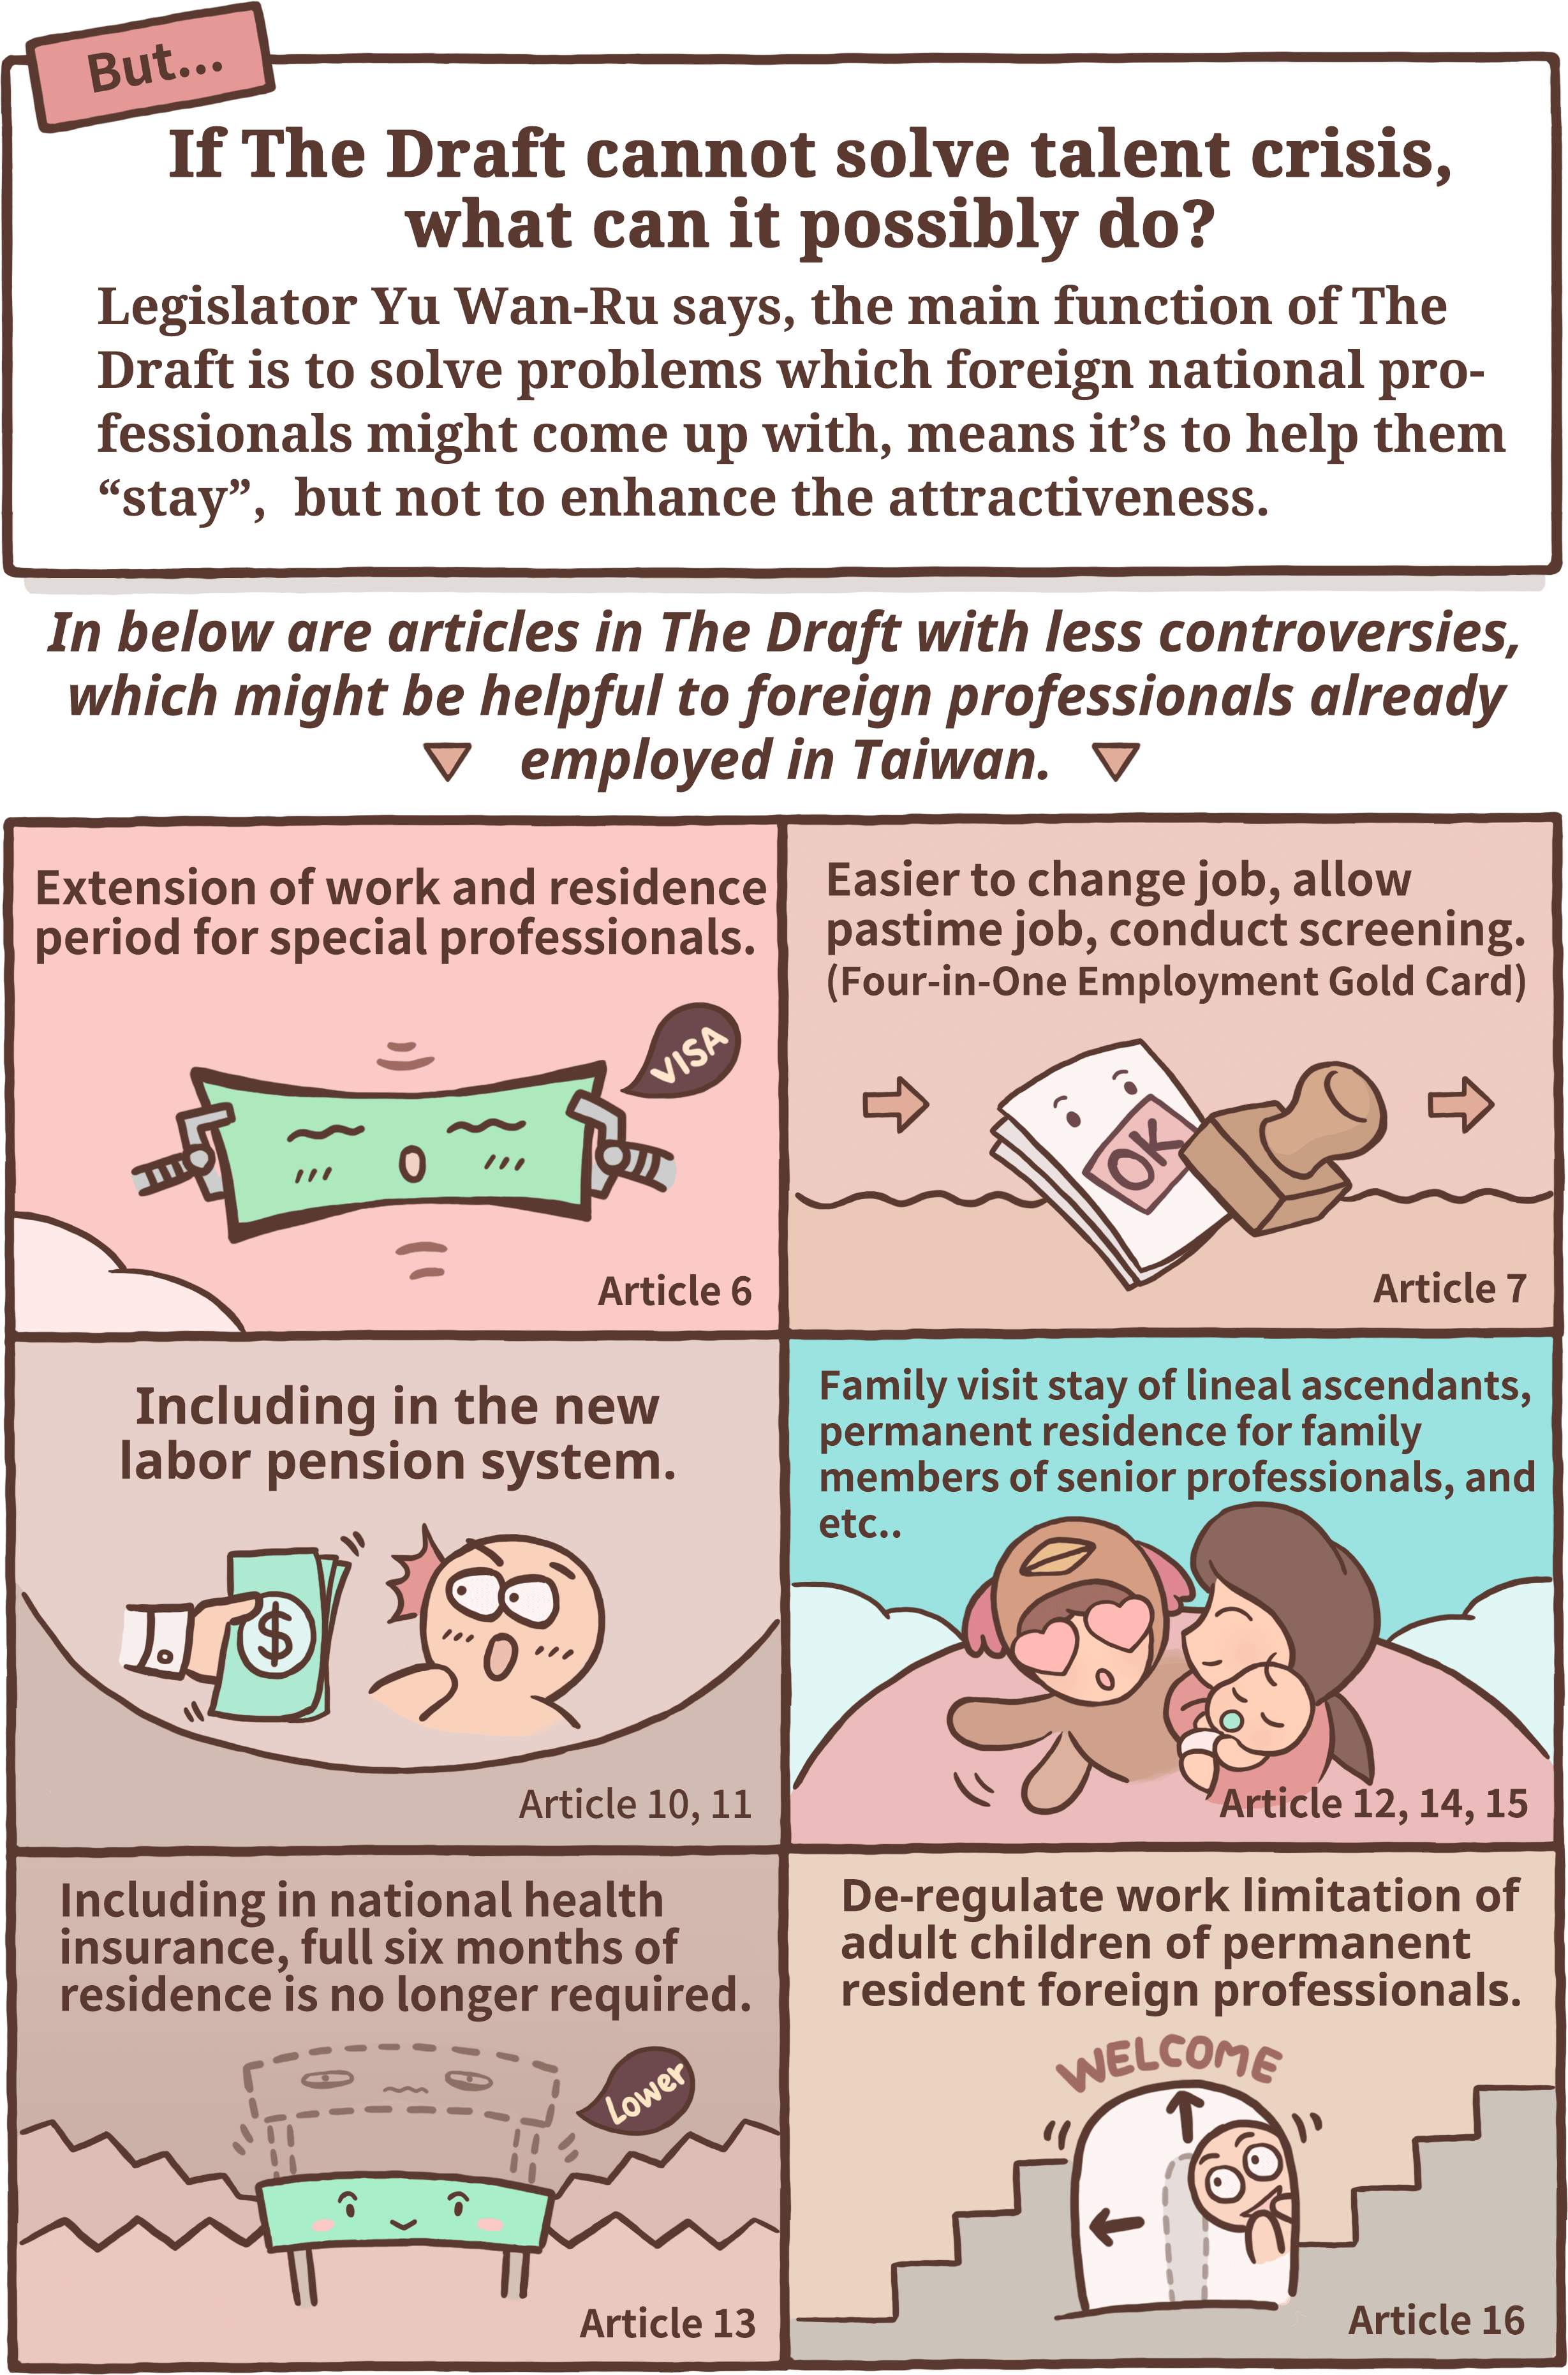 But...
If The Draft cannot solve talent crisis,
what can it possibly do?
Legislator Yu Wan-Ru says, the main function of The
Draft is to solve problems which foreign national pro-
fessionals might come up with, means it’s to help them
“stay”,  but not to enhance the attractiveness.
In below are articles in The Draft with less controversies,
which might be helpful to foreign professionals already
employed in Taiwan.
Extension of work and residence
period for special professionals.
VISA
Article 6
Easier to change job, allow
pastime job, conduct screening.
(Four-in-One Employment Gold Card)
OK
Article 7
Including in the new
labor pension system.
$
Article 10, 11
Family visit stay of lineal ascendants,
permanent residence for family
members of senior professionals, and
etc..
Article 12, 14, 15
Including in national health
insurance, full six months of
residence is no longer required.
Lower
Article 13
De-regulate work limitation of
adult children of permanent
resident foreign professionals.
WELCOME
Article 16